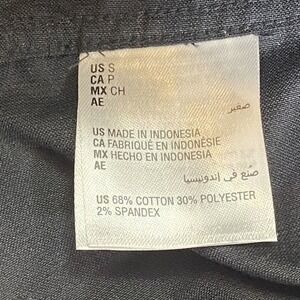 US S
CA P
MX CH
AE
صغير
US MADE IN INDONESIA
CA FABRIQUÉ EN INDONÉSIE
MX HECHO EN INDONESIA
AE
صنع في إندونيسيا
US 68% COTTON 30% POLYESTER
2% SPANDEX